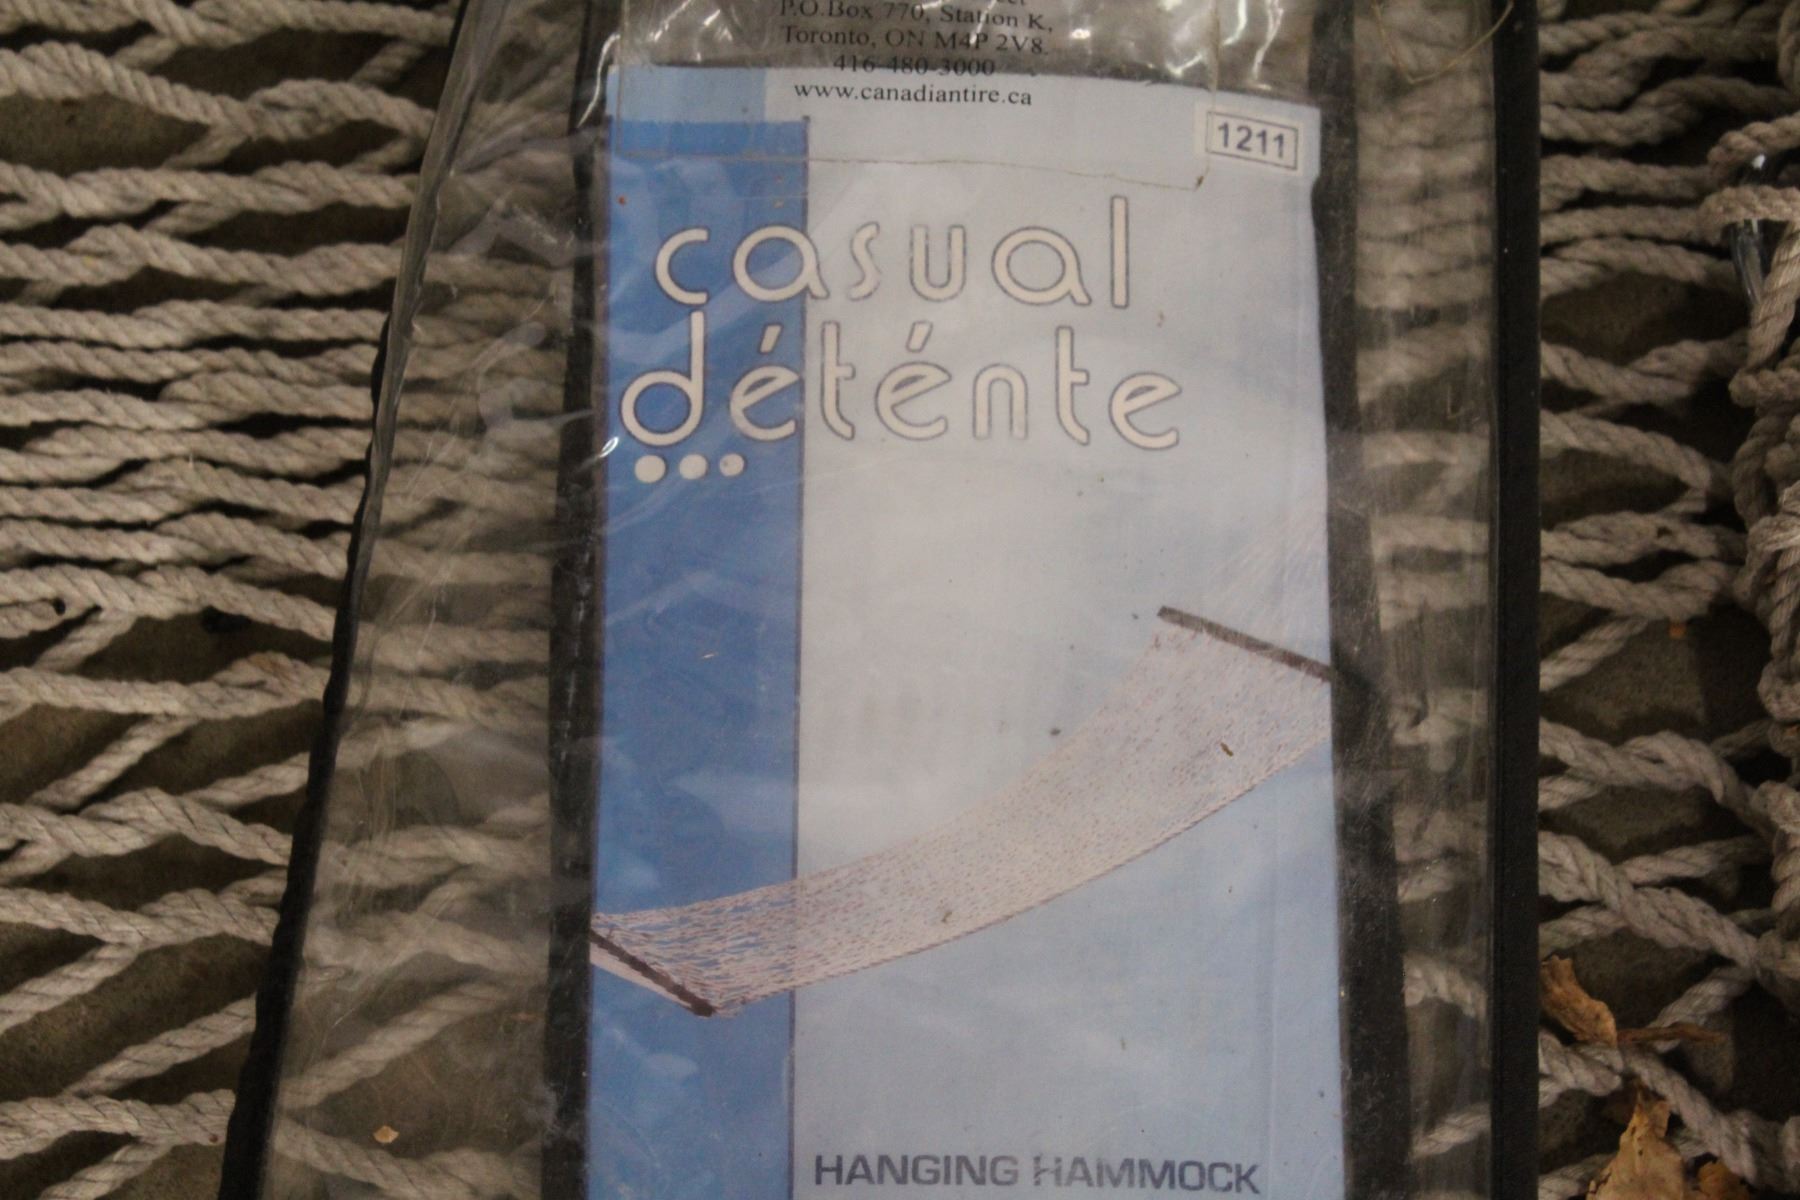 P.O.Box 770, Station K,
Toronto, ON M4P 2V8.
416-480-3000
www.canadiantire.ca
1211
casual
déténte
HANGING HAMMOCK